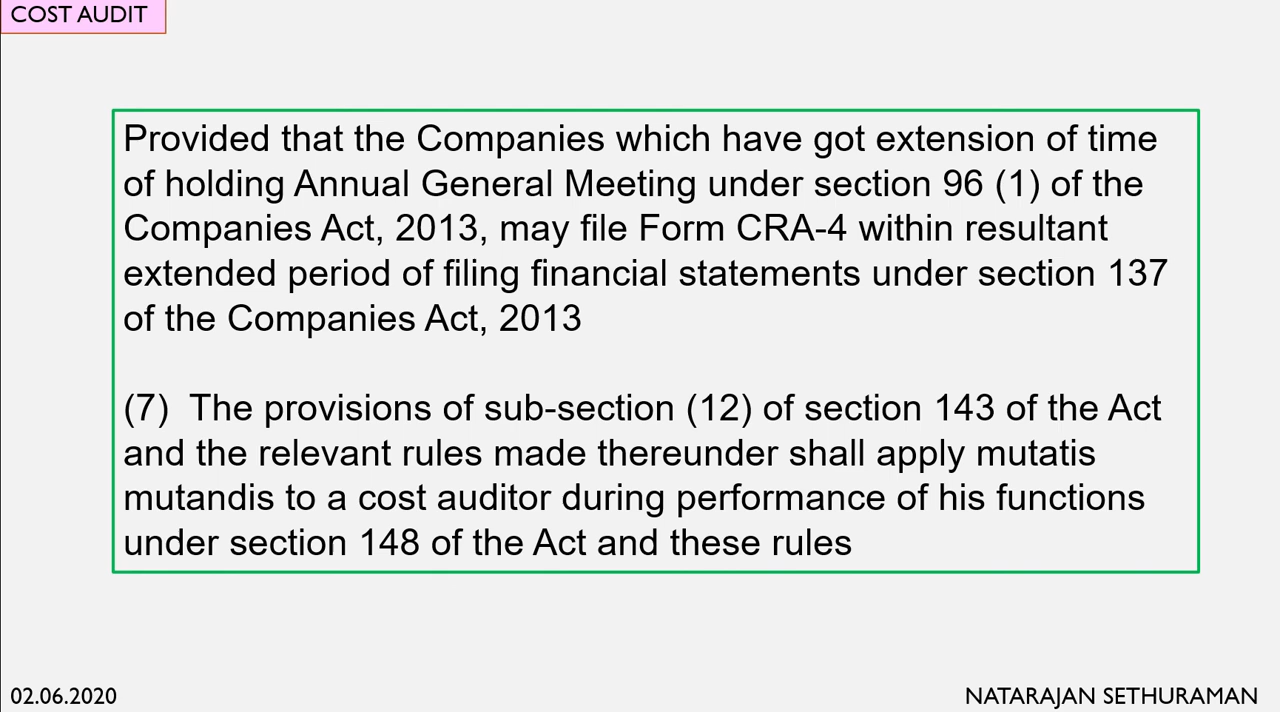 COST AUDIT
Provided that the Companies which have got extension of time
of holding Annual General Meeting under section 96 (1) of the
Companies Act, 2013, may file Form CRA-4 within resultant
extended period of filing financial statements under section 137
of the Companies Act, 2013
(7) The provisions of sub-section (12) of section 143 of the Act
and the relevant rules made thereunder shall apply mutatis
mutandis to a cost auditor during performance of his functions
under section 148 of the Act and these rules
02.06.2020
NATARAJAN SETHURAMAN